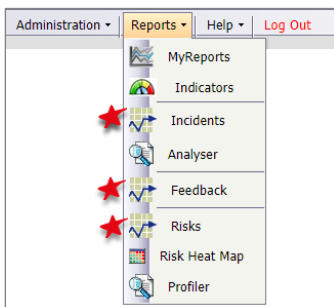 Administration Reports Help Log Out
MyReports
Indicators
Incidents
Analyser
Feedback
Risks
Risk Heat Map
Profiler